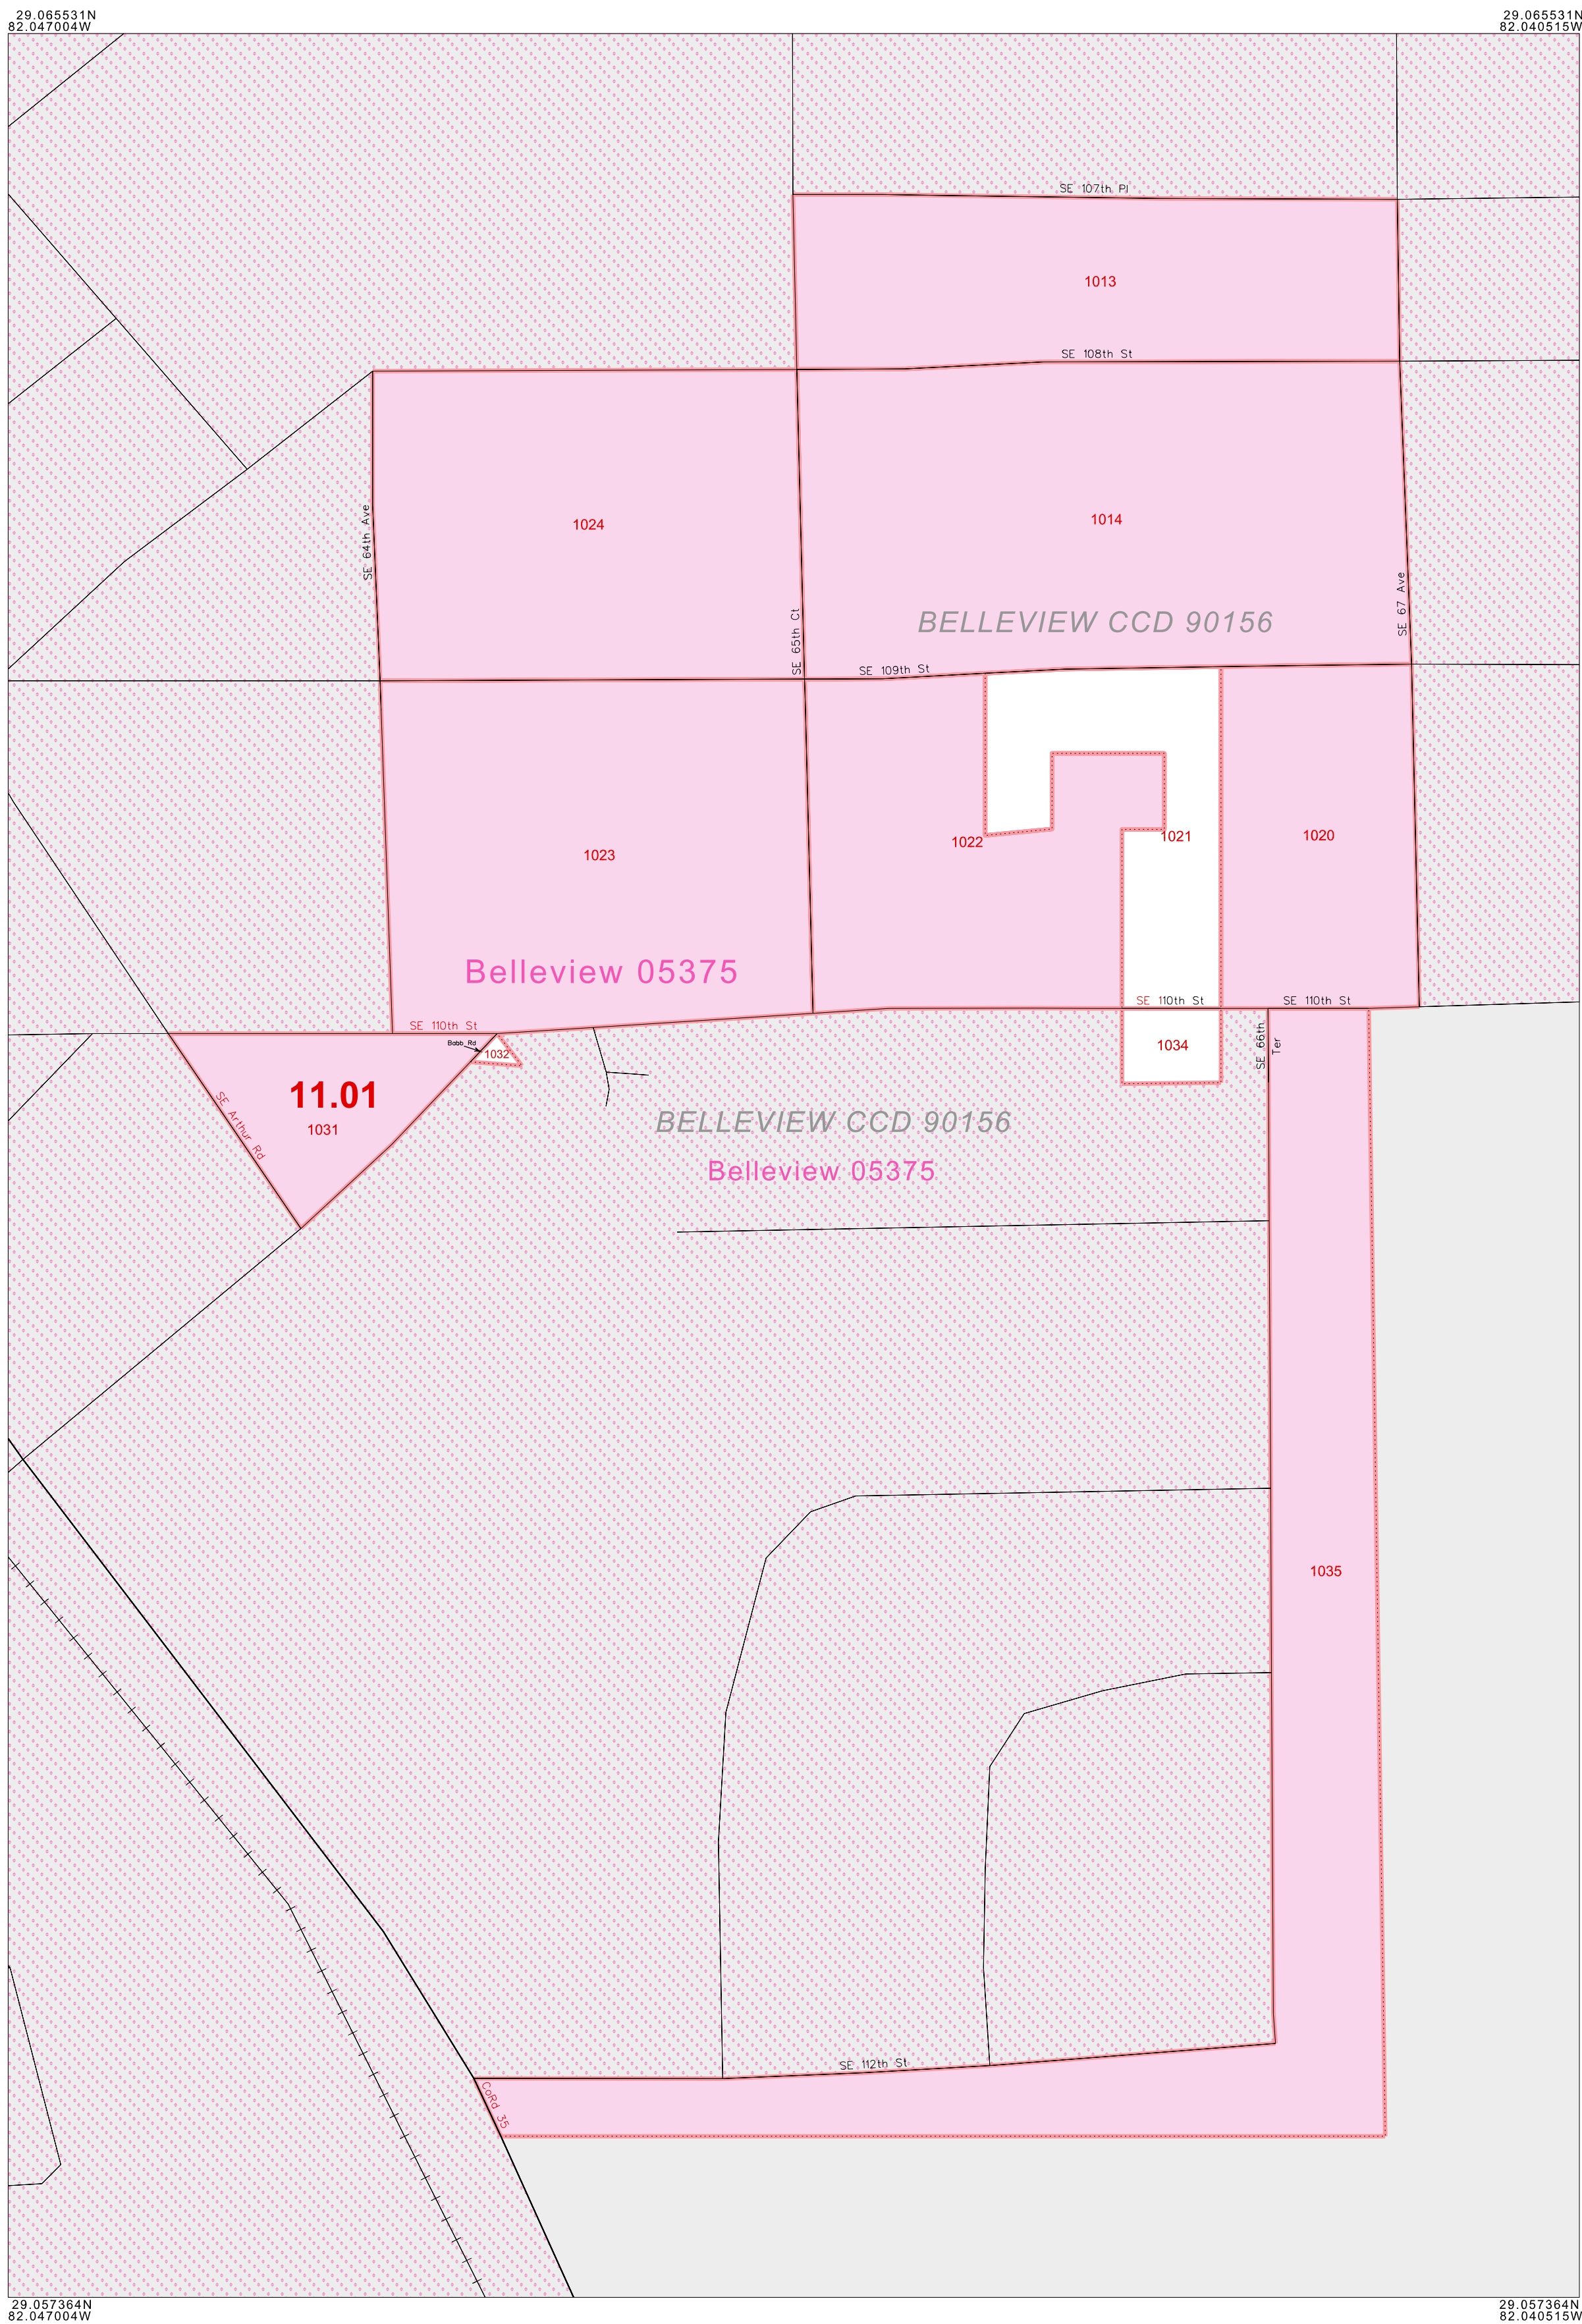 29.065531N
82.047004W
29.065531N
82.040515W
SE 107th Pl
1013
SE 108th St
1024
1014
SE 64th Ave
SE 65th Ct
SE 67 Ave
BELLEVIEW CCD 90156
SE 109th St
1022
1021
1020
1023
Belleview 05375
SE 110th St
SE 110th St
SE 110th St
Babb Rd
1032
1034
SE 66th
Ter
11.01
1031
SE Arthur Rd
BELLEVIEW CCD 90156
Belleview 05375
1035
SE 112th St
CoRd 35
29.057364N
82.047004W
29.057364N
82.040515W